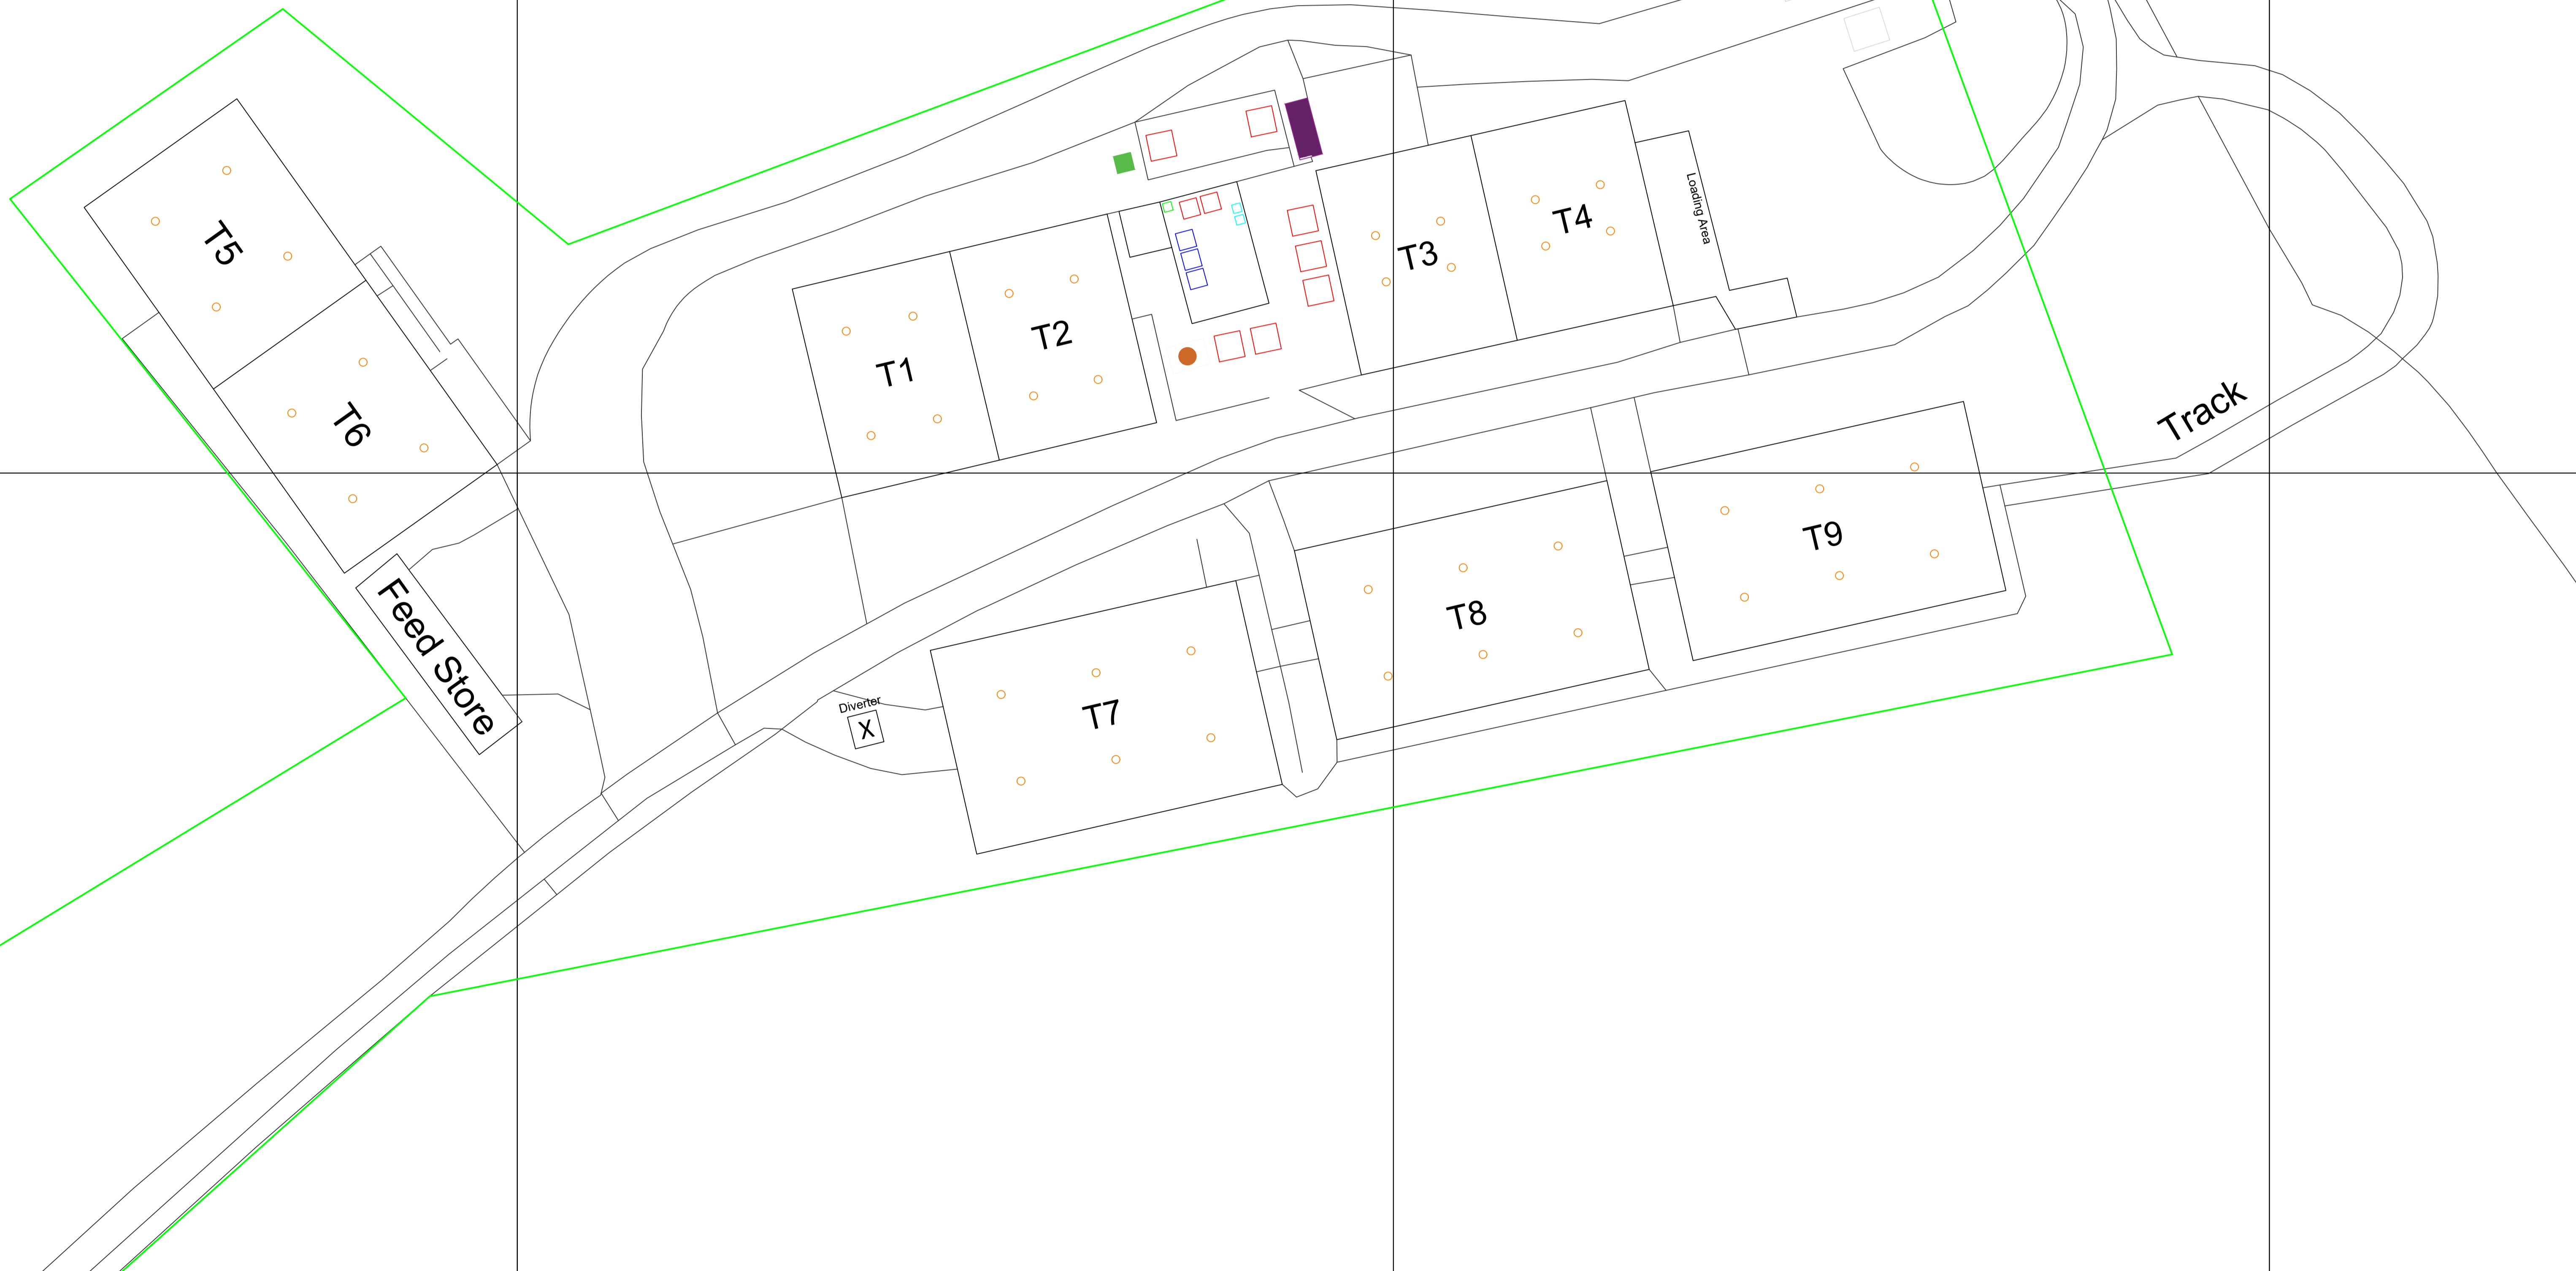 T5
T6
Feed Store
T1
T2
T3
T4
Loading Area
Track
T9
T8
T7
Diverter
X